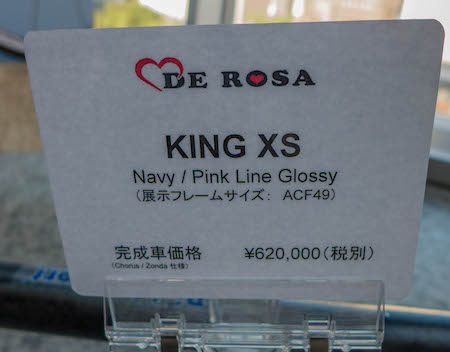 DE ROSA
KING XS
Navy / Pink Line Glossy
(展示フレームサイズ: ACF49)
完成車価格 ¥620,000(税別)
(Chorus / Zonda 仕様)